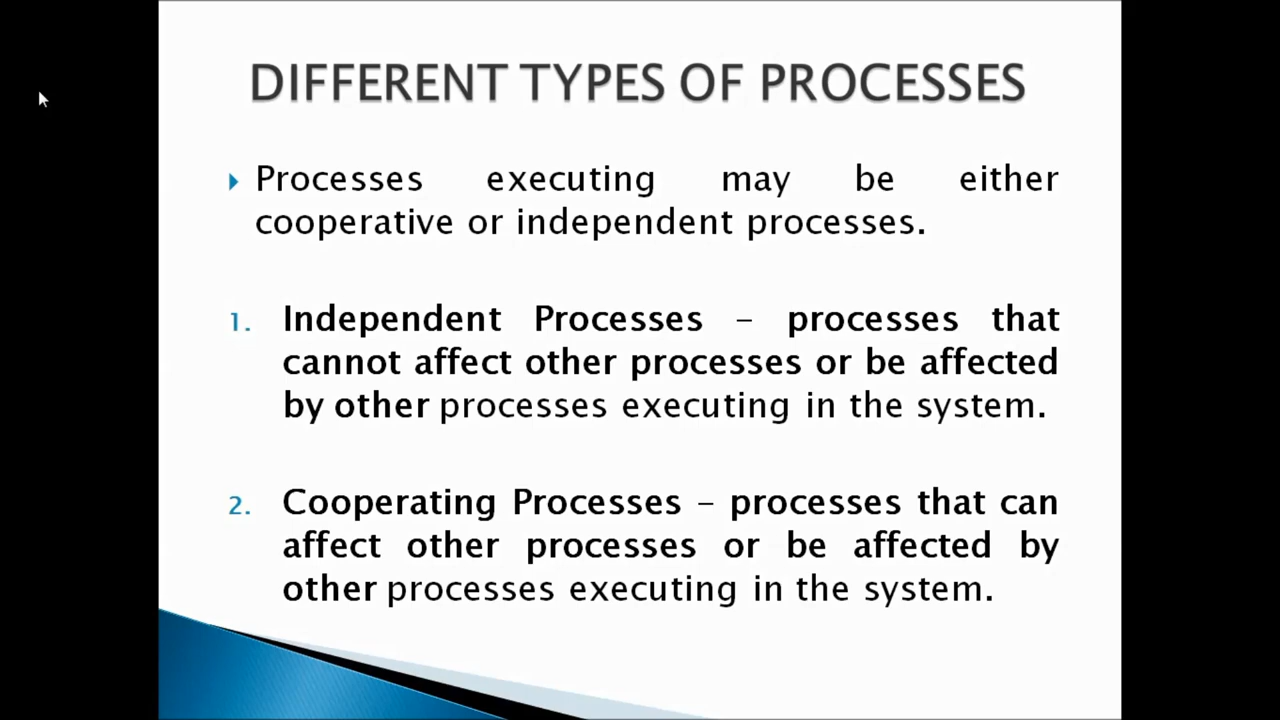 DIFFERENT TYPES OF PROCESSES
Processes executing may be either
cooperative or independent processes.
1. Independent Processes – processes that
cannot affect other processes or be affected
by other processes executing in the system.
2. Cooperating Processes – processes that can
affect other processes or be affected by
other processes executing in the system.